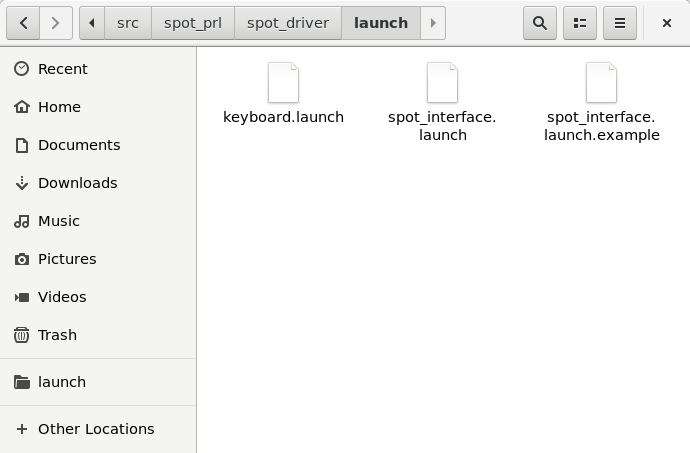 src spot_prl spot_driver launch
Recent
Home
Documents
Downloads
Music
Pictures
Videos
Trash
launch
Other Locations
keyboard.launch
spot_interface.
launch
spot_interface.
launch.example